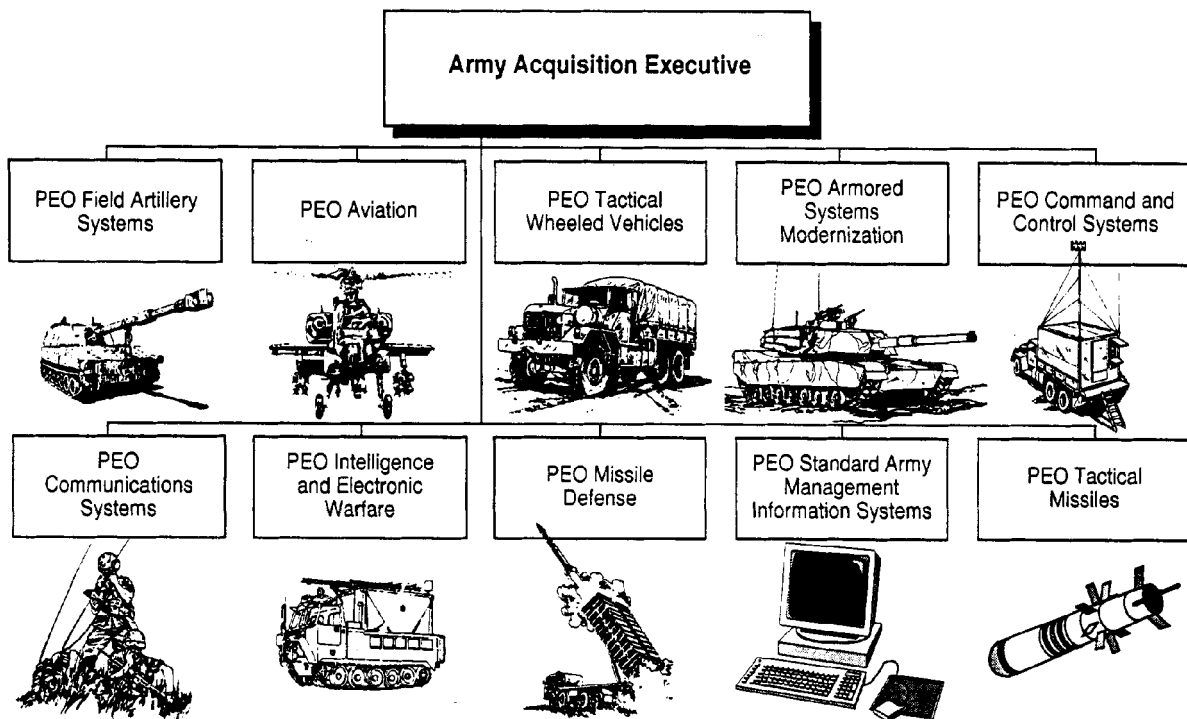 Army Acquisition Executive
PEO Field Artillery
Systems
PEO Aviation
PEO Tactical
Wheeled Vehicles
PEO Armored
Systems
Modernization
PEO Command and
Control Systems
PEO
Communications
Systems
PEO Intelligence
and Electronic
Warfare
PEO Missile
Defense
PEO Standard Army
Management
Information Systems
PEO Tactical
Missiles